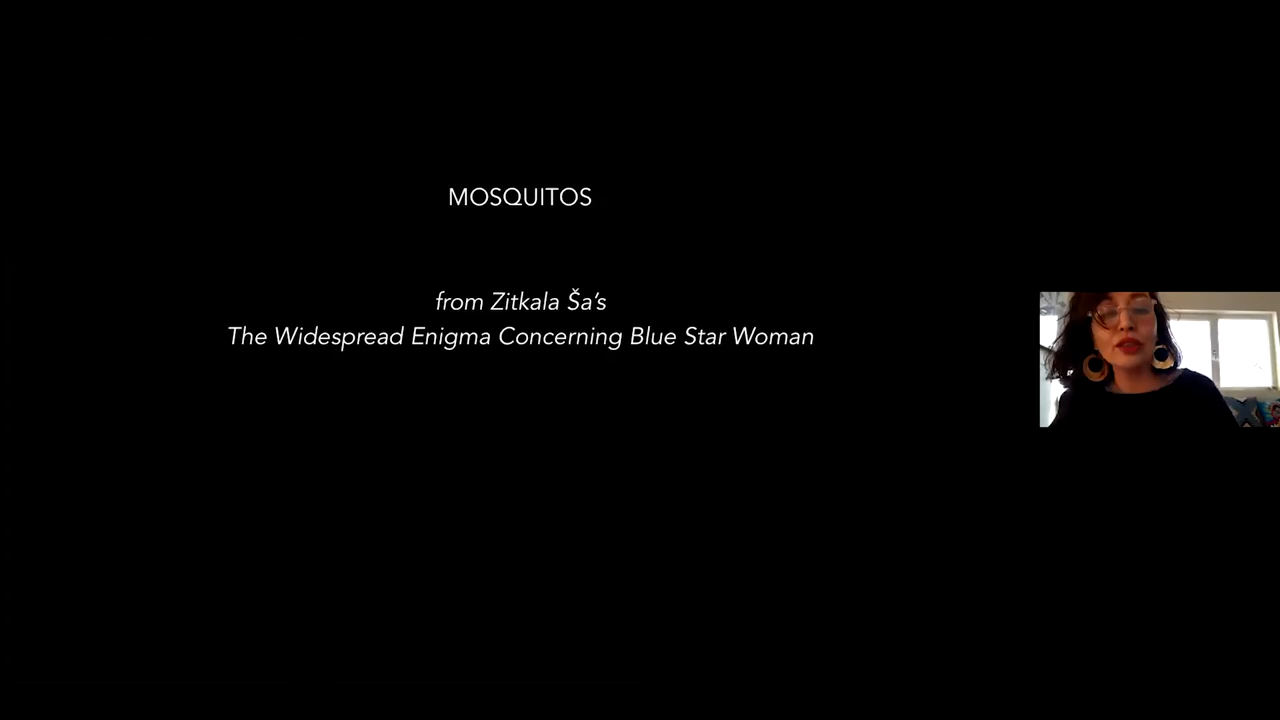 MOSQUITOS
from Zitkala Ša’s
The Widespread Enigma Concerning Blue Star Woman